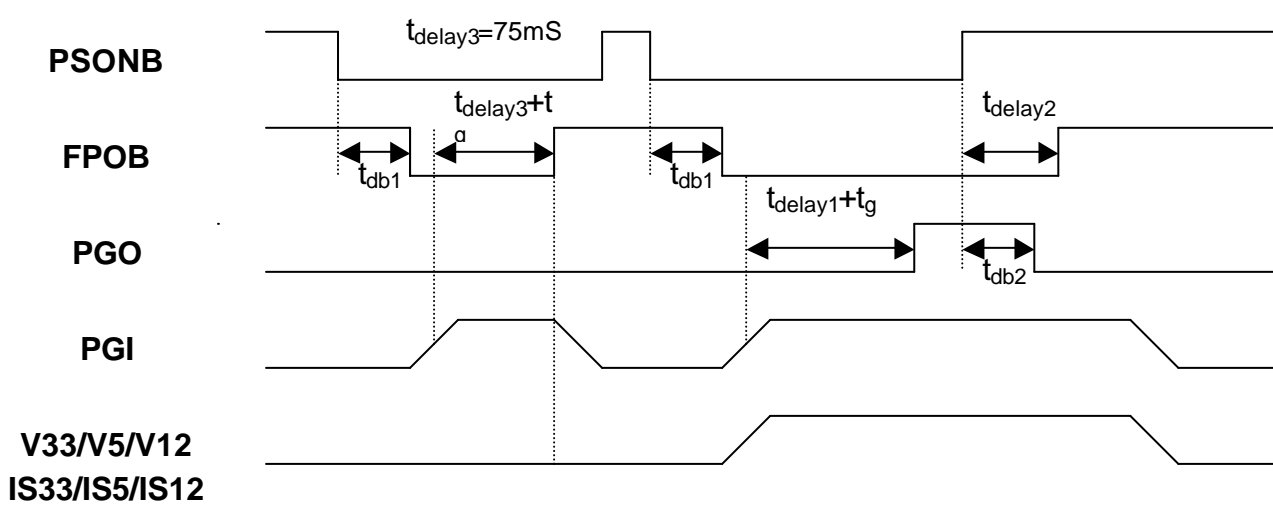 t_delay3=75mS
PSONB
t_delay3+t
g
t_delay2
FPOB
t_db1
t_db1
t_delay1+t_g
PGO
t_db2
PGI
V33/V5/V12
IS33/IS5/IS12